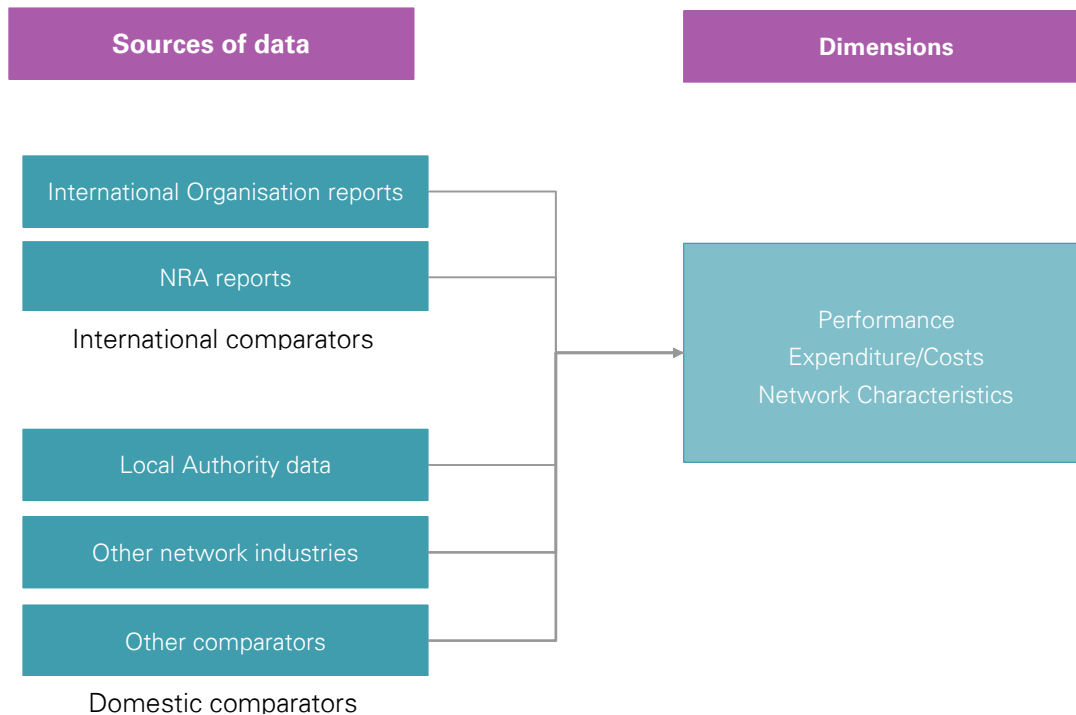 Sources of data
Dimensions
International Organisation reports
NRA reports
International comparators
Local Authority data
Other network industries
Other comparators
Domestic comparators
Performance
Expenditure/Costs
Network Characteristics